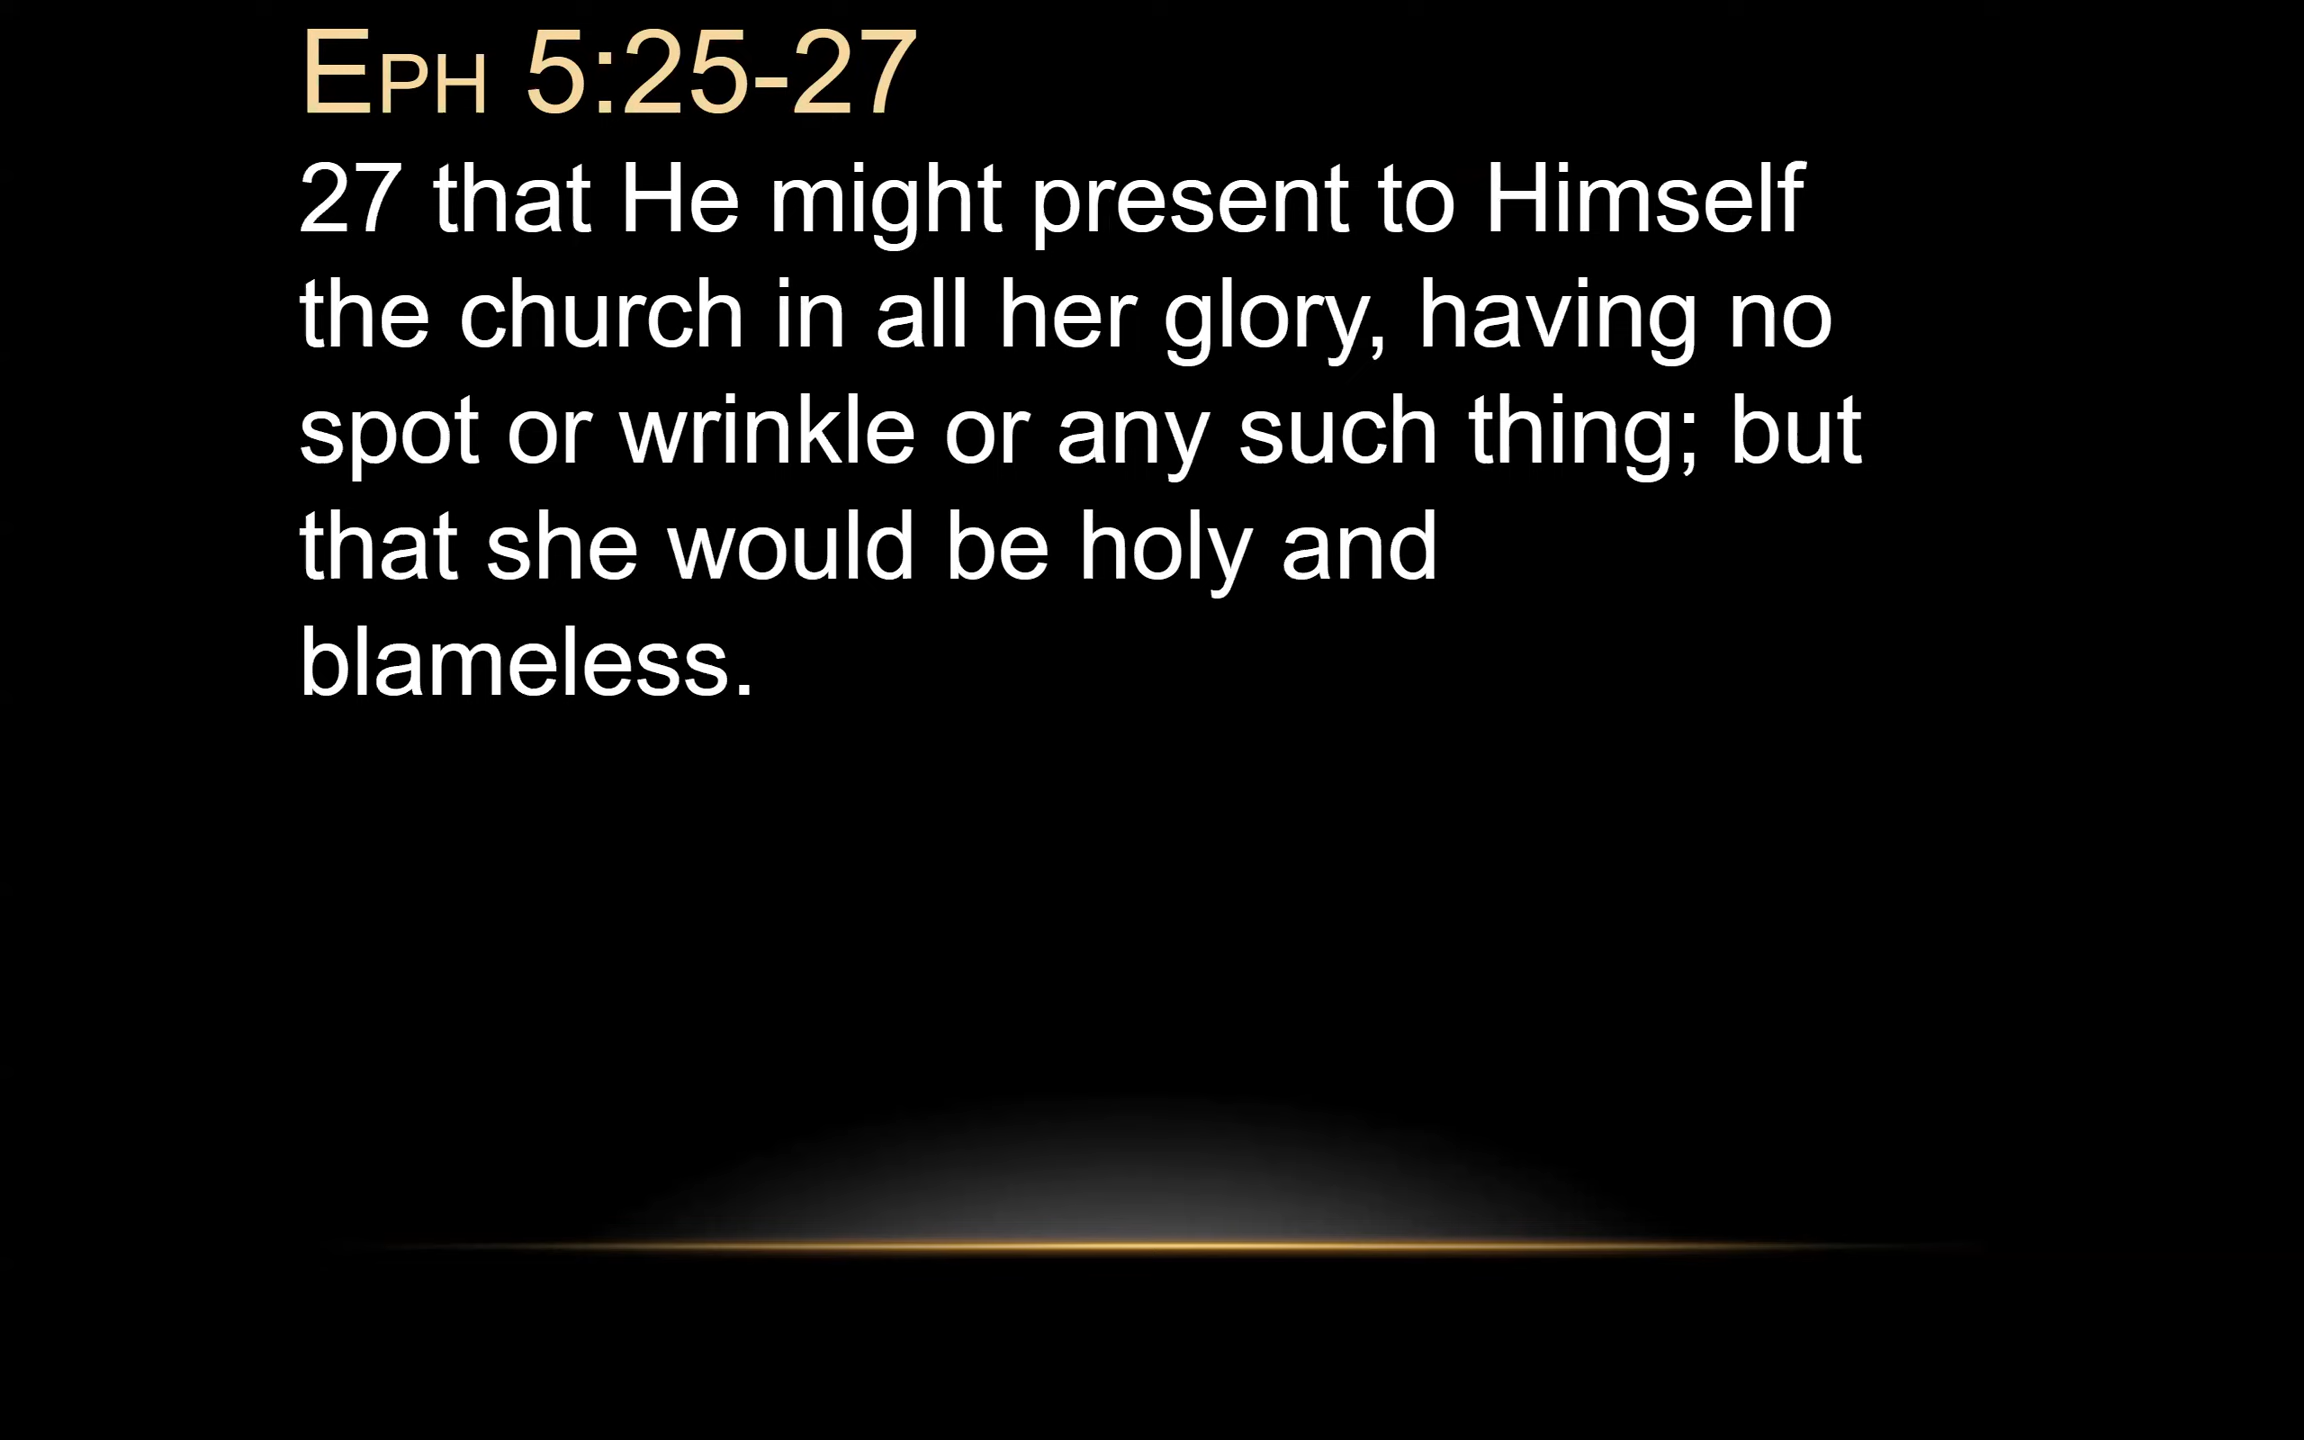 Eph 5:25-27
27 that He might present to Himself
the church in all her glory, having no
spot or wrinkle or any such thing; but
that she would be holy and
blameless.